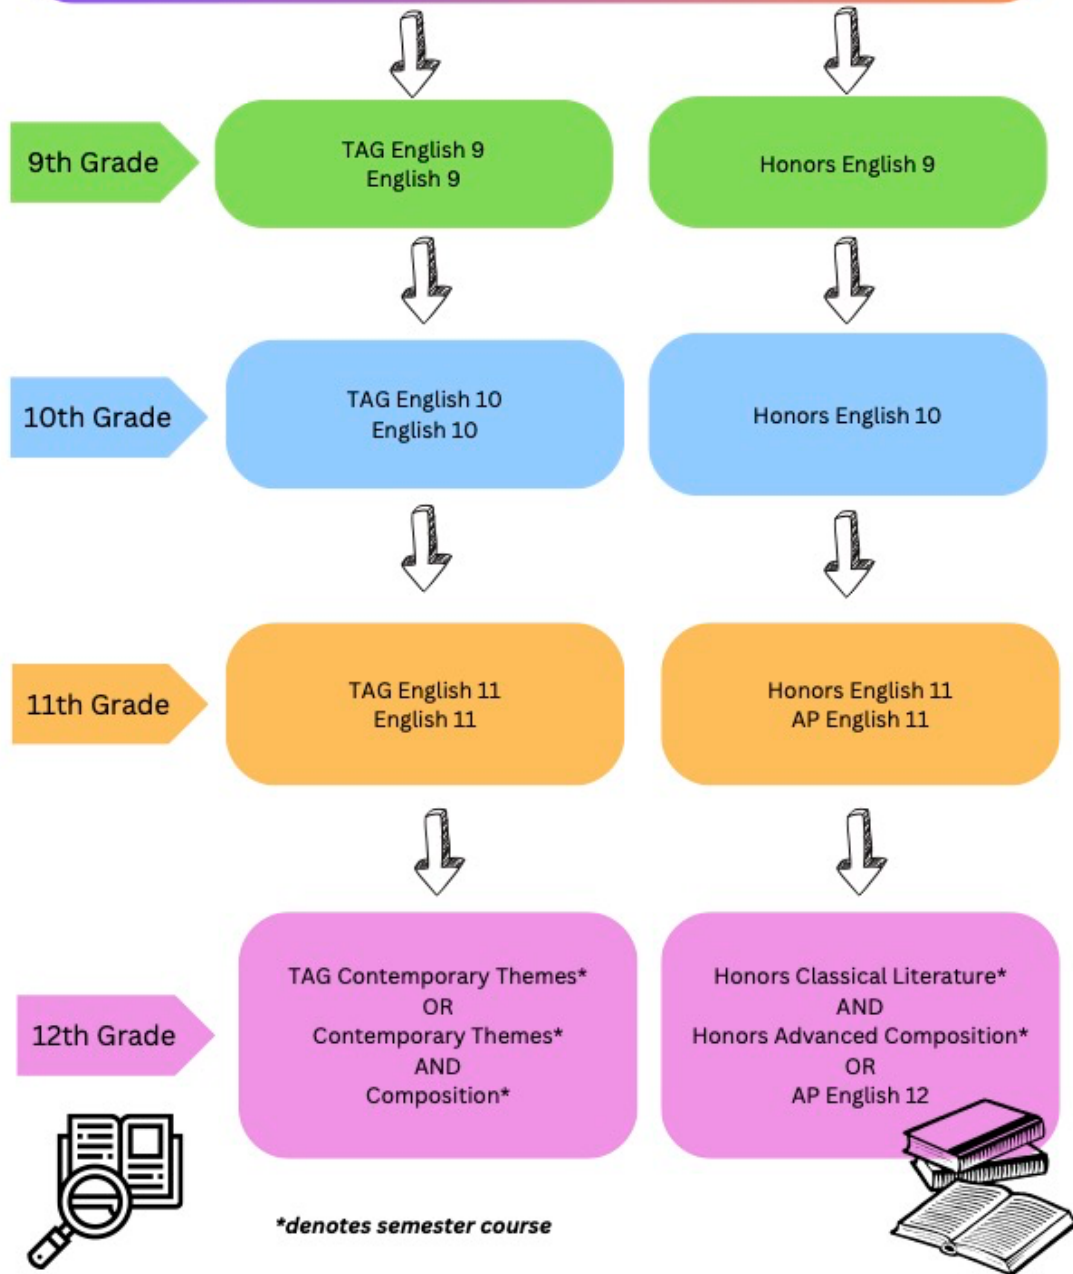 9th Grade
TAG English 9
English 9
Honors English 9
10th Grade
TAG English 10
English 10
Honors English 10
11th Grade
TAG English 11
English 11
Honors English 11
AP English 11
12th Grade
TAG Contemporary Themes*
OR
Contemporary Themes*
AND
Composition*
Honors Classical Literature*
AND
Honors Advanced Composition*
OR
AP English 12
*denotes semester course